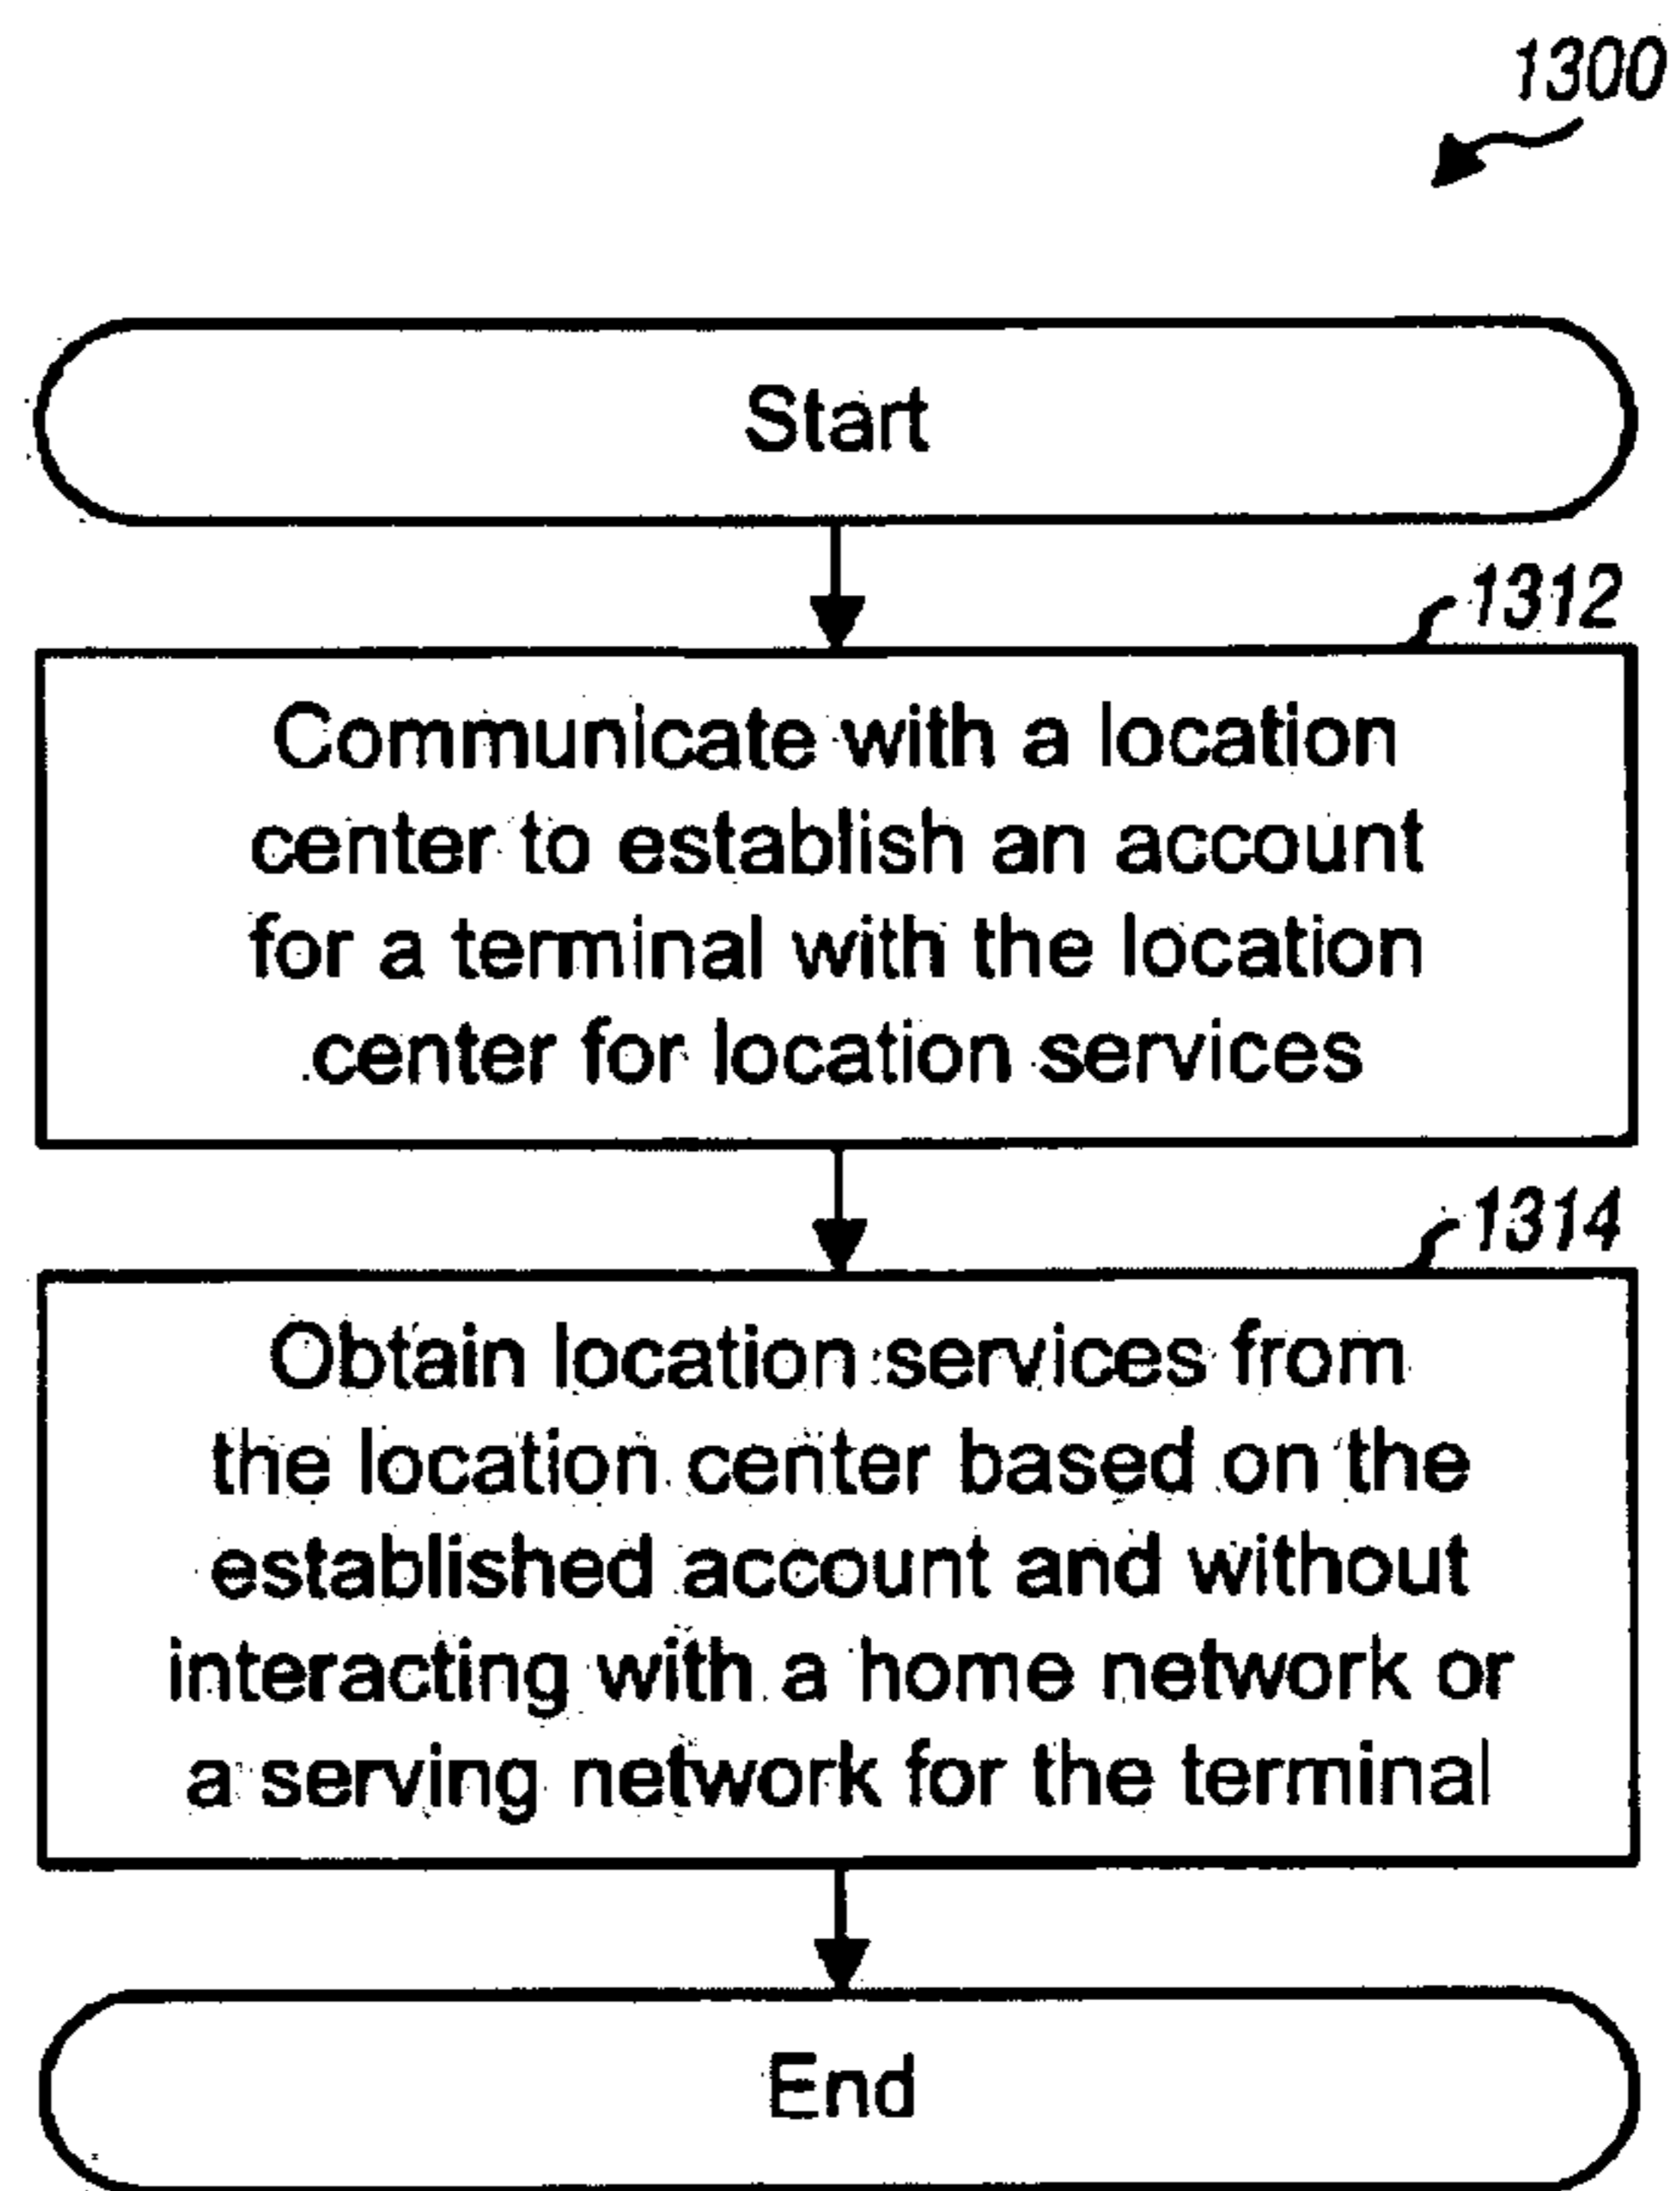 1300
Start
1312
Communicate with a location
center to establish an account
for a terminal with the location
center for location services
1314
Obtain location services from
the location center based on the
established account and without
interacting with a home network or
a serving network for the terminal
End